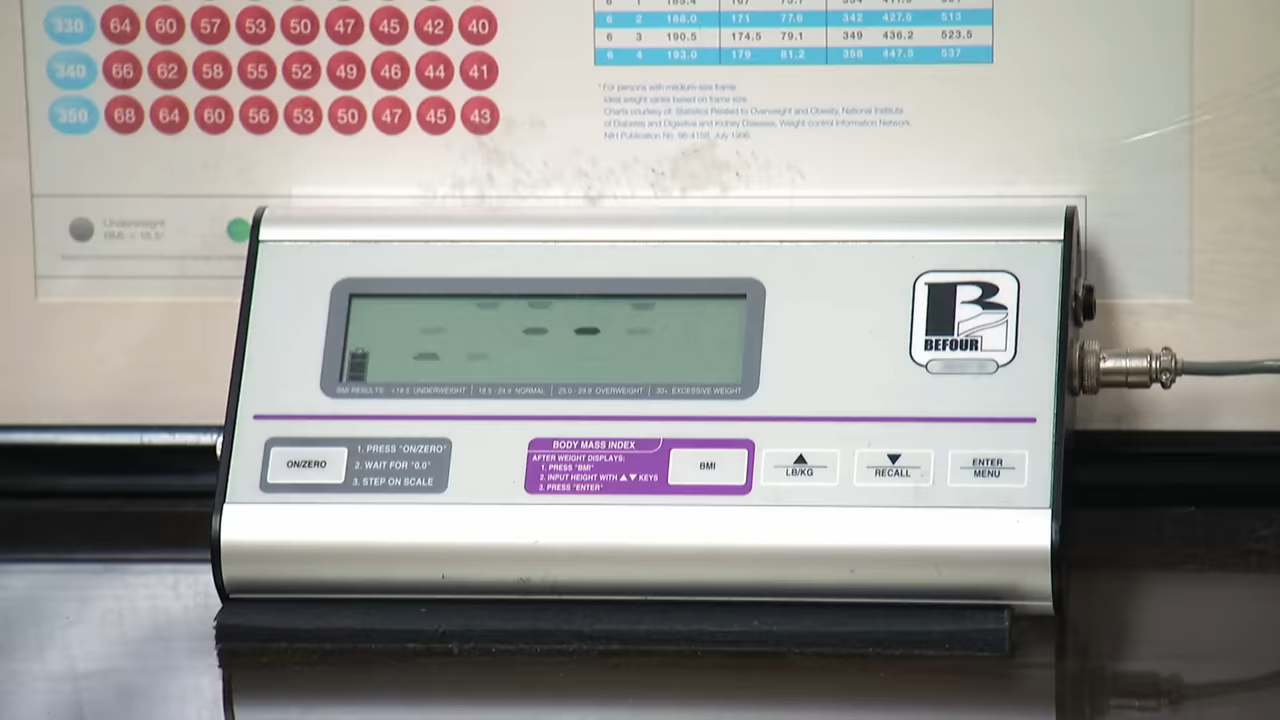 330 64 60 57 53 50 47 45 42 40
340 66 62 58 55 52 49 46 44 41
350 68 64 60 56 53 50 47 45 43
6 2 171 77.6 342 427.5 513
6 3 190.5 174.5 79.1 349 436.2 523.5
6 4 193.0 179 81.2 358 447.5 537
* For persons with medium-size frame
Ideal weight varies based on frame size
Charts courtesy of: Statistics Related to Overweight and Obesity, National Institute
of Diabetes and Digestive and Kidney Diseases, Weight-control Information Network,
NIH Publication No. 96-4158, July 1996.
Underweight
BMI < 18.5
BEFOUR
BMI RESULTS: <18.5 UNDERWEIGHT | 18.5 - 24.9 NORMAL | 25.0 - 29.9 OVERWEIGHT | 30+ EXCESSIVE WEIGHT
ON/ZERO
1. PRESS "ON/ZERO"
2. WAIT FOR "0.0"
3. STEP ON SCALE
BODY MASS INDEX
AFTER WEIGHT DISPLAYS:
1. PRESS "BMI"
2. INPUT HEIGHT WITH ▲▼ KEYS
3. PRESS "ENTER"
BMI
▲
LB/KG
▼
RECALL
ENTER
MENU